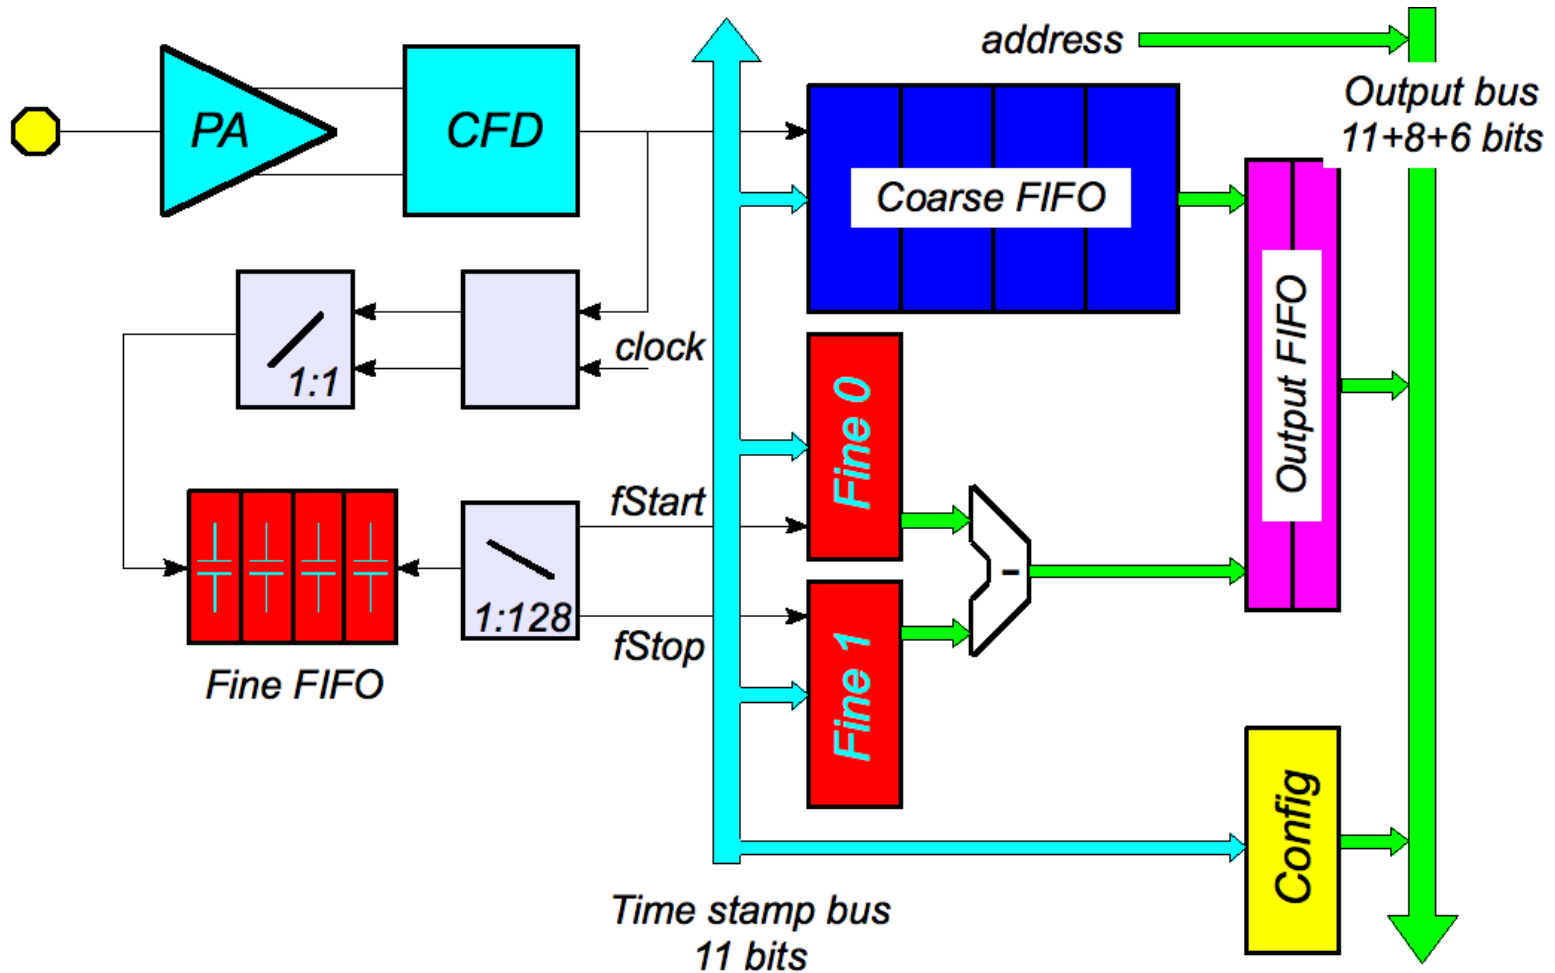 address
Output bus
11+8+6 bits
PA
CFD
Coarse FIFO
Output FIFO
clock
1:1
Fine 0
fStart
1:128
fStop
-
Fine FIFO
Fine 1
Config
Time stamp bus
11 bits